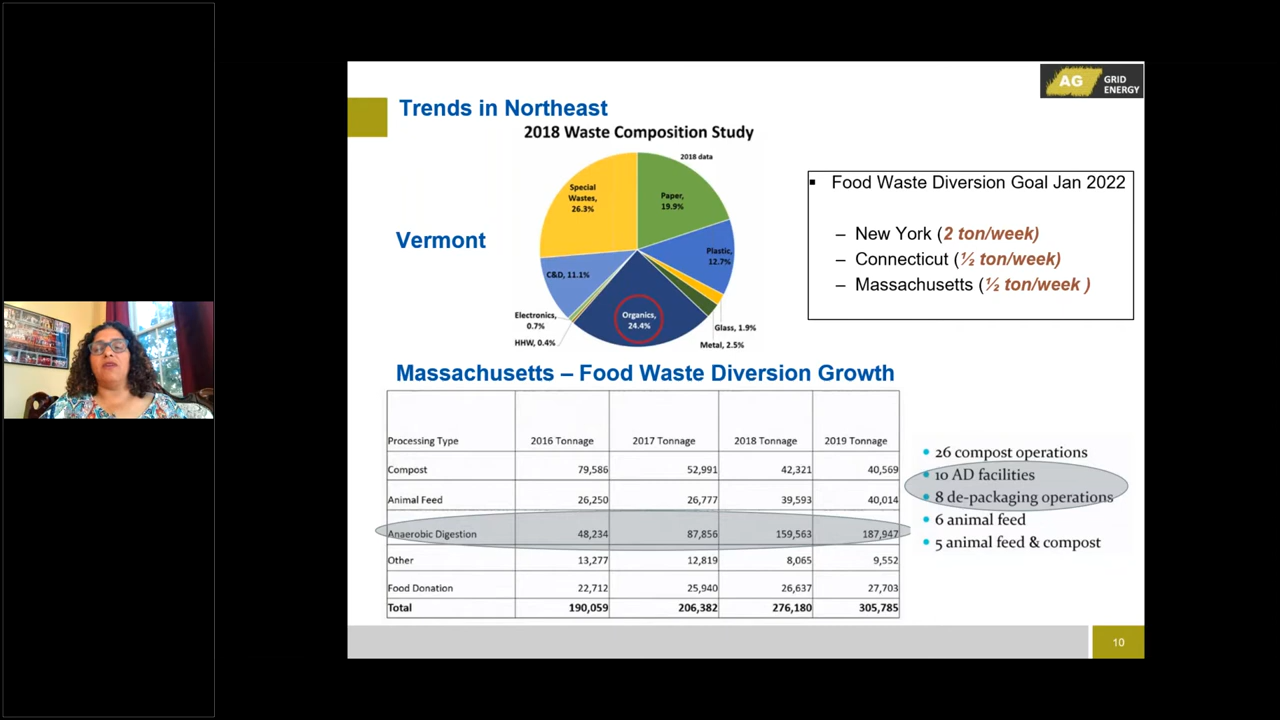 AG GRID
ENERGY
Trends in Northeast
2018 Waste Composition Study
2018 data
Special
Wastes,
26.3%
Paper,
19.9%
Plastic,
12.7%
C&D, 11.1%
Organics,
24.4%
Electronics,
0.7%
HHW, 0.4%
Glass, 1.9%
Metal, 2.5%
Vermont
▪ Food Waste Diversion Goal Jan 2022
– New York (2 ton/week)
– Connecticut (½ ton/week)
– Massachusetts (½ ton/week )
Massachusetts – Food Waste Diversion Growth
Processing Type 2016 Tonnage 2017 Tonnage 2018 Tonnage 2019 Tonnage
Compost 79,586 52,991 42,321 40,569
Animal Feed 26,250 26,777 39,593 40,014
Anaerobic Digestion 48,234 87,856 159,563 187,947
Other 13,277 12,819 8,065 9,552
Food Donation 22,712 25,940 26,637 27,703
Total 190,059 206,382 276,180 305,785
• 26 compost operations
• 10 AD facilities
• 8 de-packaging operations
• 6 animal feed
• 5 animal feed & compost
10